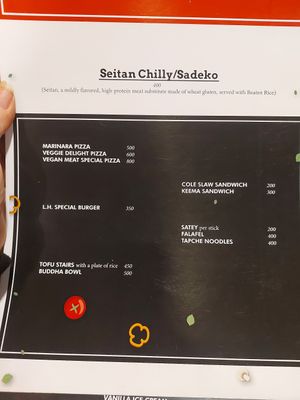 Seitan Chilly/Sadeko
400
(Seitan, a mildly flavored, high protein meat substitute made of wheat gluten, served with Beaten Rice)
MARINARA PIZZA 500
VEGGIE DELIGHT PIZZA 600
VEGAN MEAT SPECIAL PIZZA 800
COLE SLAW SANDWICH 200
KEEMA SANDWICH 300
L.H. SPECIAL BURGER 350
SATEY per stick 200
FALAFEL 400
TAPCHE NOODLES 400
TOFU STAIRS with a plate of rice 450
BUDDHA BOWL 500
VANILLA ICE CREAM